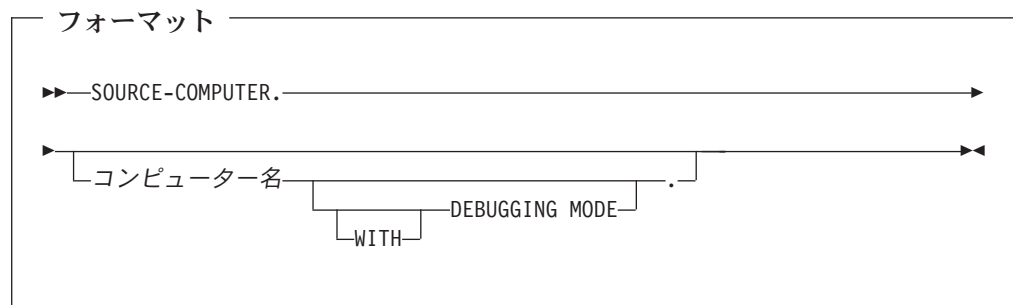 フォーマット
SOURCE-COMPUTER.
コンピューター名 .
DEBUGGING MODE
WITH